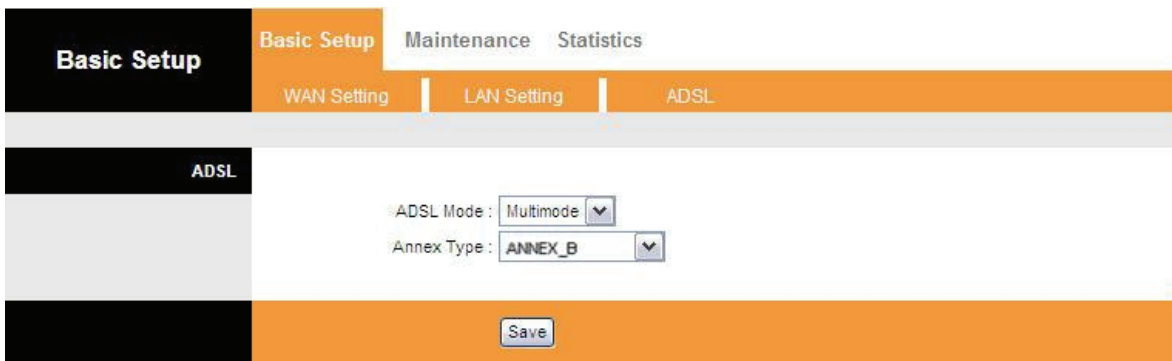 Basic Setup
Basic Setup Maintenance Statistics
WAN Setting LAN Setting ADSL
ADSL
ADSL Mode : Multimode
Annex Type : ANNEX_B
Save